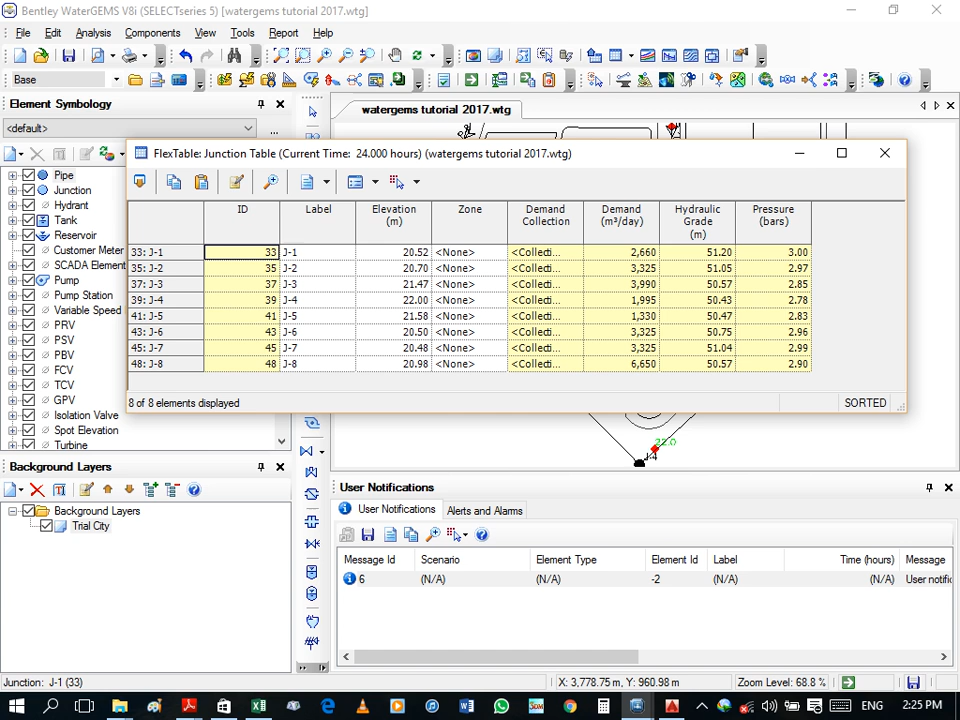 Bentley WaterGEMS V8i (SELECTseries 5) [watergems tutorial 2017.wtg]
File Edit Analysis Components View Tools Report Help
Base
Element Symbology
<default>
...
watergems tutorial 2017.wtg
FlexTable: Junction Table (Current Time: 24.000 hours) (watergems tutorial 2017.wtg)
ID Label Elevation (m) Zone Demand Collection Demand (m³/day) Hydraulic Grade (m) Pressure (bars)
33: J-1 33 J-1 20.52 <None> <Collecti... 2,660 51.20 3.00
35: J-2 35 J-2 20.70 <None> <Collecti... 3,325 51.05 2.97
37: J-3 37 J-3 21.47 <None> <Collecti... 3,990 50.57 2.85
39: J-4 39 J-4 22.00 <None> <Collecti... 1,995 50.43 2.78
41: J-5 41 J-5 21.58 <None> <Collecti... 1,330 50.47 2.83
43: J-6 43 J-6 20.50 <None> <Collecti... 3,325 50.75 2.96
45: J-7 45 J-7 20.48 <None> <Collecti... 3,325 51.04 2.99
48: J-8 48 J-8 20.98 <None> <Collecti... 6,650 50.57 2.90
8 of 8 elements displayed
SORTED
Pipe
Junction
Hydrant
Tank
Reservoir
Customer Meter
SCADA Element
Pump
Pump Station
Variable Speed
PRV
PSV
PBV
FCV
TCV
GPV
Isolation Valve
Spot Elevation
Turbine
22.0
J-4
Background Layers
Background Layers
Trial City
User Notifications
User Notifications Alerts and Alarms
Message Id Scenario Element Type Element Id Label Time (hours) Message
6 (N/A) (N/A) -2 (N/A) (N/A) User notific
Junction: J-1 (33)
X: 3,778.75 m, Y: 960.98 m
Zoom Level: 68.8 %
ENG
2:25 PM